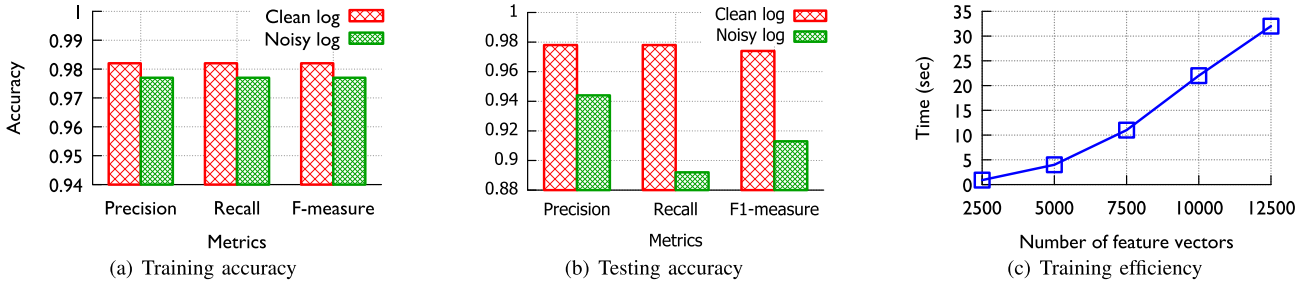 Accuracy
1
0.99
0.98
0.97
0.96
0.95
0.94
Clean log
Noisy log
Precision Recall F-measure
Metrics
(a) Training accuracy
1
0.98
0.96
0.94
0.92
0.9
0.88
Clean log
Noisy log
Precision Recall F1-measure
Metrics
(b) Testing accuracy
Time (sec)
35
30
25
20
15
10
5
0
2500 5000 7500 10000 12500
Number of feature vectors
(c) Training efficiency